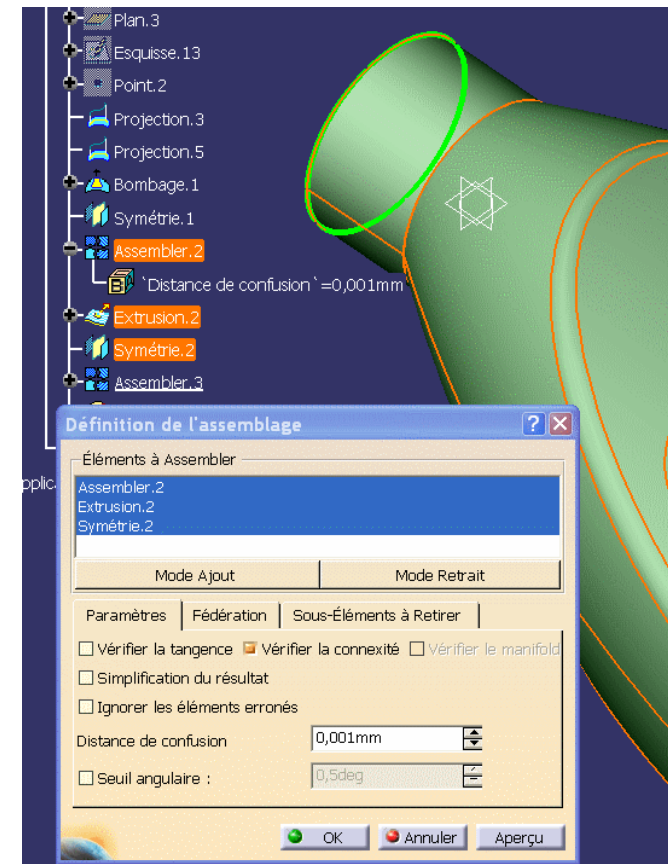 Plan.3
Esquisse.13
Point.2
Projection.3
Projection.5
Bombage.1
Symétrie.1
Assembler.2
`Distance de confusion`=0,001mm
Extrusion.2
Symétrie.2
Assembler.3
pplic.
Définition de l'assemblage
Éléments à Assembler
Assembler.2
Extrusion.2
Symétrie.2
Mode Ajout Mode Retrait
Paramètres Fédération Sous-Éléments à Retirer
Vérifier la tangence Vérifier la connexité Vérifier le manifold
Simplification du résultat
Ignorer les éléments erronés
Distance de confusion 0,001mm
Seuil angulaire : 0,5deg
OK Annuler Aperçu